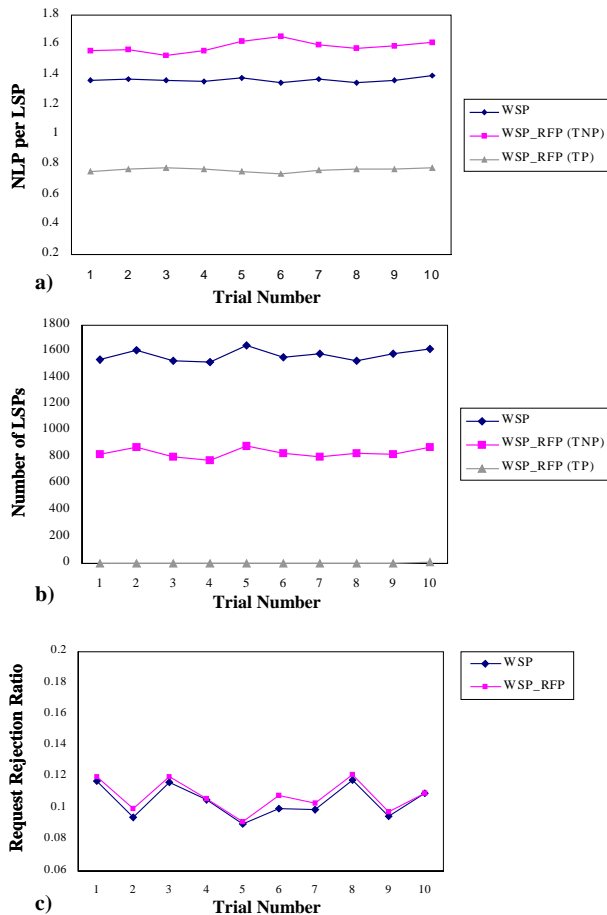 1.8
1.6
1.4
1.2
1
0.8
0.6
0.4
0.2
NLP per LSP
1 2 3 4 5 6 7 8 9 10
Trial Number
a)
WSP
WSP_RFP (TNP)
WSP_RFP (TP)
1800
1600
1400
1200
1000
800
600
400
200
0
Number of LSPs
1 2 3 4 5 6 7 8 9 10
Trial Number
b)
WSP
WSP_RFP (TNP)
WSP_RFP (TP)
0.2
0.18
0.16
0.14
0.12
0.1
0.08
0.06
Request Rejection Ratio
1 2 3 4 5 6 7 8 9 10
Trial Number
c)
WSP
WSP_RFP